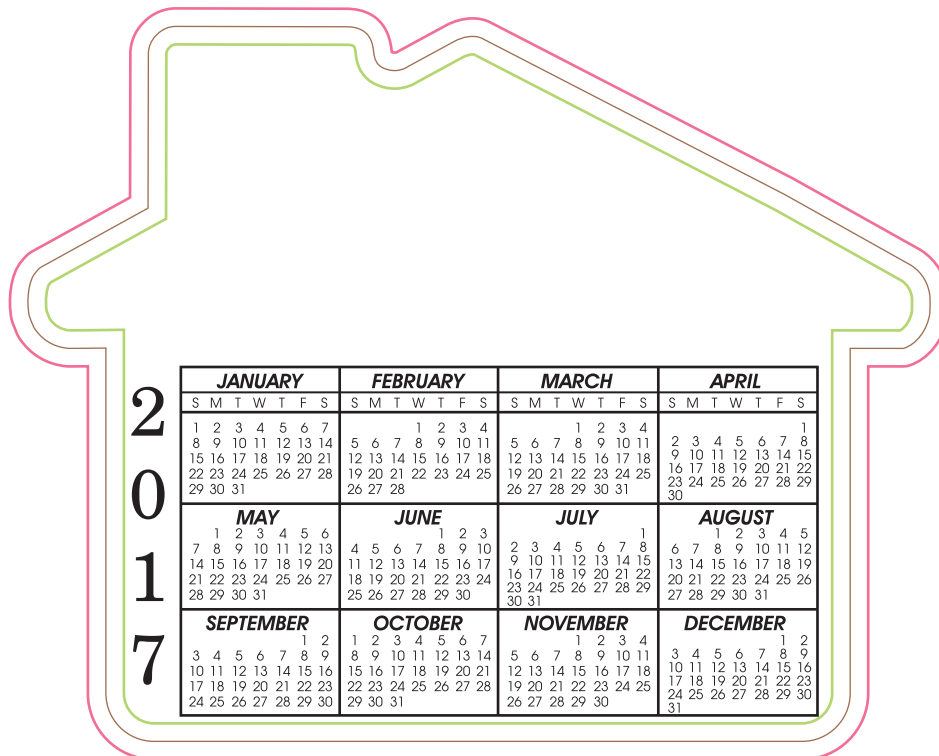 2
0
1
7
JANUARY
S M T W T F S
1 2 3 4 5 6 7
8 9 10 11 12 13 14
15 16 17 18 19 20 21
22 23 24 25 26 27 28
29 30 31
FEBRUARY
S M T W T F S
1 2 3 4
5 6 7 8 9 10 11
12 13 14 15 16 17 18
19 20 21 22 23 24 25
26 27 28
MARCH
S M T W T F S
1 2 3 4
5 6 7 8 9 10 11
12 13 14 15 16 17 18
19 20 21 22 23 24 25
26 27 28 29 30 31
APRIL
S M T W T F S
1
2 3 4 5 6 7 8
9 10 11 12 13 14 15
16 17 18 19 20 21 22
23 24 25 26 27 28 29
30
MAY
1 2 3 4 5 6
7 8 9 10 11 12 13
14 15 16 17 18 19 20
21 22 23 24 25 26 27
28 29 30 31
JUNE
1 2 3
4 5 6 7 8 9 10
11 12 13 14 15 16 17
18 19 20 21 22 23 24
25 26 27 28 29 30
JULY
1
2 3 4 5 6 7 8
9 10 11 12 13 14 15
16 17 18 19 20 21 22
23 24 25 26 27 28 29
30 31
AUGUST
1 2 3 4 5
6 7 8 9 10 11 12
13 14 15 16 17 18 19
20 21 22 23 24 25 26
27 28 29 30 31
SEPTEMBER
1 2
3 4 5 6 7 8 9
10 11 12 13 14 15 16
17 18 19 20 21 22 23
24 25 26 27 28 29 30
OCTOBER
1 2 3 4 5 6 7
8 9 10 11 12 13 14
15 16 17 18 19 20 21
22 23 24 25 26 27 28
29 30 31
NOVEMBER
1 2 3 4
5 6 7 8 9 10 11
12 13 14 15 16 17 18
19 20 21 22 23 24 25
26 27 28 29 30
DECEMBER
1 2
3 4 5 6 7 8 9
10 11 12 13 14 15 16
17 18 19 20 21 22 23
24 25 26 27 28 29 30
31